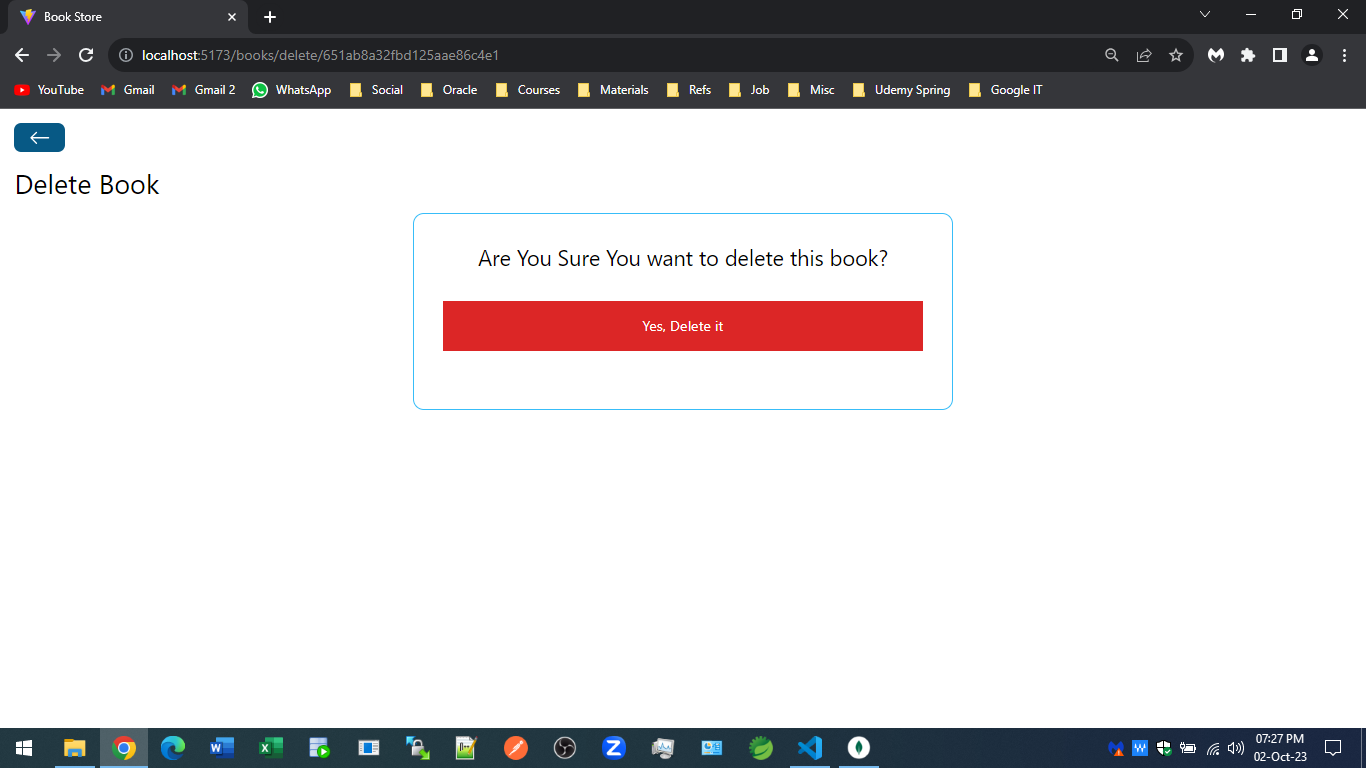 Book Store
localhost:5173/books/delete/651ab8a32fbd125aae86c4e1
YouTube Gmail Gmail 2 WhatsApp Social Oracle Courses Materials Refs Job Misc Udemy Spring Google IT
Delete Book
Are You Sure You want to delete this book?
Yes, Delete it
07:27 PM
02-Oct-23